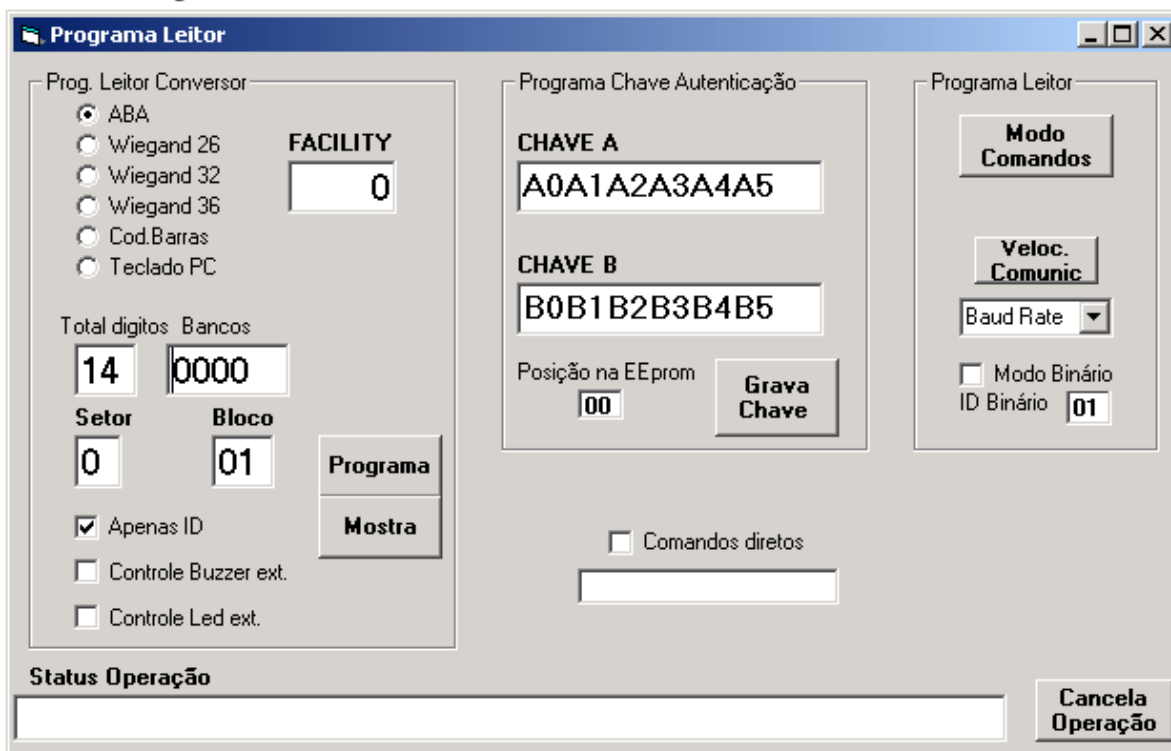 Programa Leitor
Prog. Leitor Conversor
ABA
Wiegand 26
Wiegand 32
Wiegand 36
Cod.Barras
Teclado PC
FACILITY
0
Total digitos Bancos
14 0000
Setor Bloco
0 01
Programa
Mostra
Apenas ID
Controle Buzzer ext.
Controle Led ext.
Programa Chave Autenticação
CHAVE A
A0A1A2A3A4A5
CHAVE B
B0B1B2B3B4B5
Posição na EEprom
00
Grava
Chave
Programa Leitor
Modo
Comandos
Veloc.
Comunic
Baud Rate
Modo Binário
ID Binário 01
Comandos diretos
Status Operação
Cancela
Operação